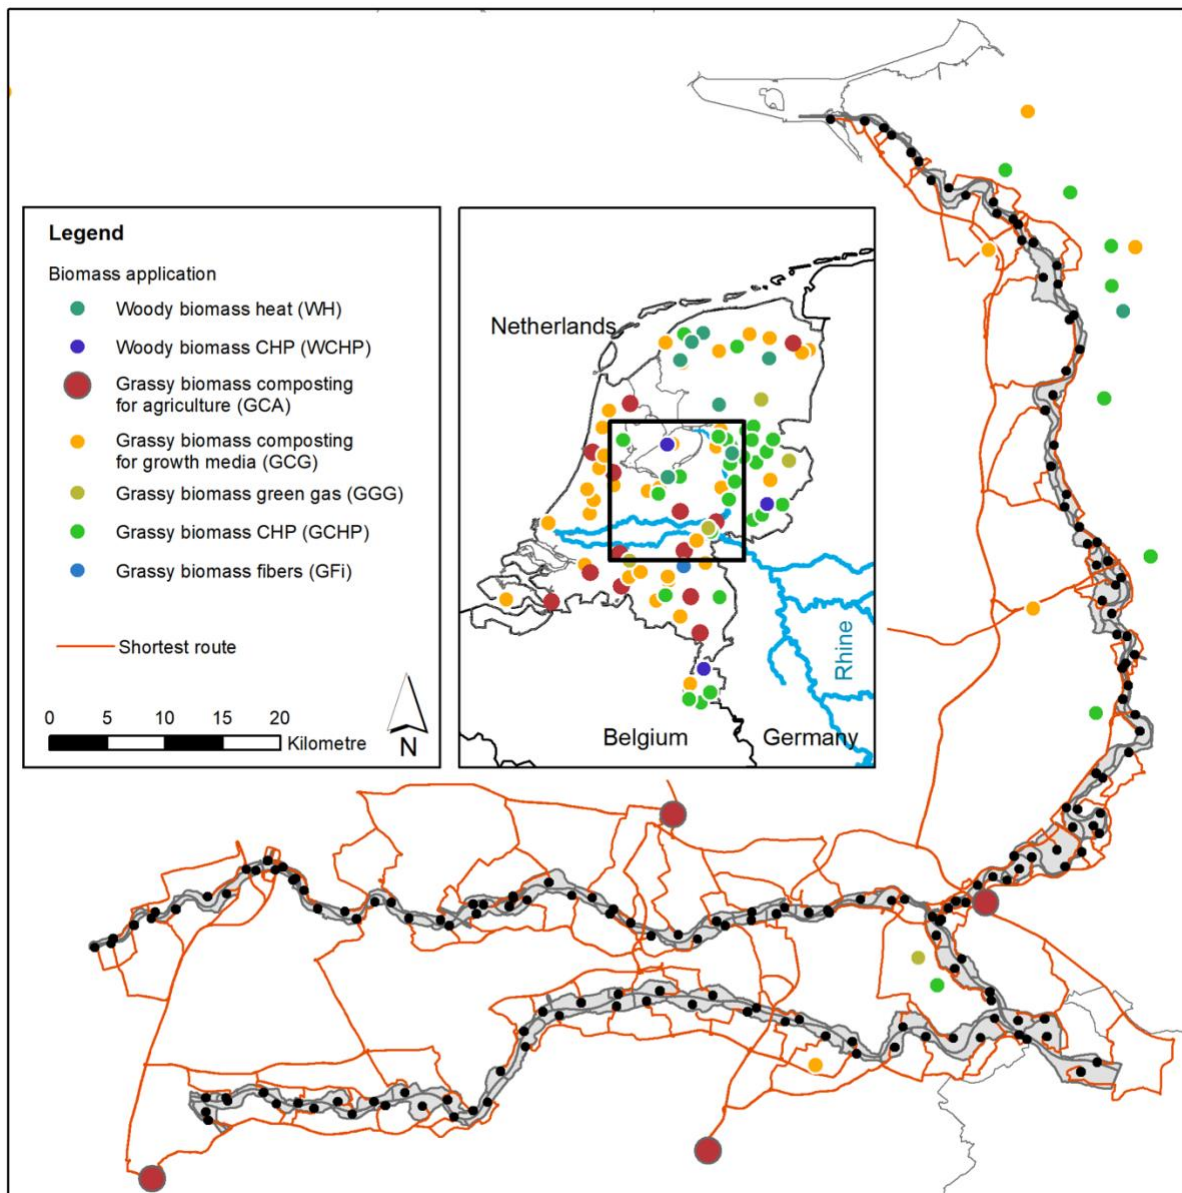 Legend
Biomass application
Woody biomass heat (WH)
Woody biomass CHP (WCHP)
Grassy biomass composting
for agriculture (GCA)
Grassy biomass composting
for growth media (GCG)
Grassy biomass green gas (GGG)
Grassy biomass CHP (GCHP)
Grassy biomass fibers (GFi)
Shortest route
0 5 10 15 20
Kilometre
N
Netherlands
Rhine
Belgium
Germany